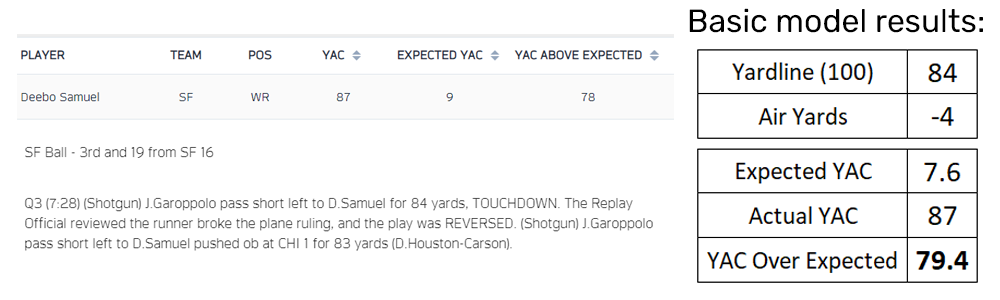 Basic model results:
PLAYER TEAM POS YAC EXPECTED YAC YAC ABOVE EXPECTED
Deebo Samuel SF WR 87 9 78
SF Ball - 3rd and 19 from SF 16
Q3 (7:28) (Shotgun) J.Garoppolo pass short left to D.Samuel for 84 yards, TOUCHDOWN. The Replay
Official reviewed the runner broke the plane ruling, and the play was REVERSED. (Shotgun) J.Garoppolo
pass short left to D.Samuel pushed ob at CHI 1 for 83 yards (D.Houston-Carson).
Yardline (100) 84
Air Yards -4
Expected YAC 7.6
Actual YAC 87
YAC Over Expected 79.4